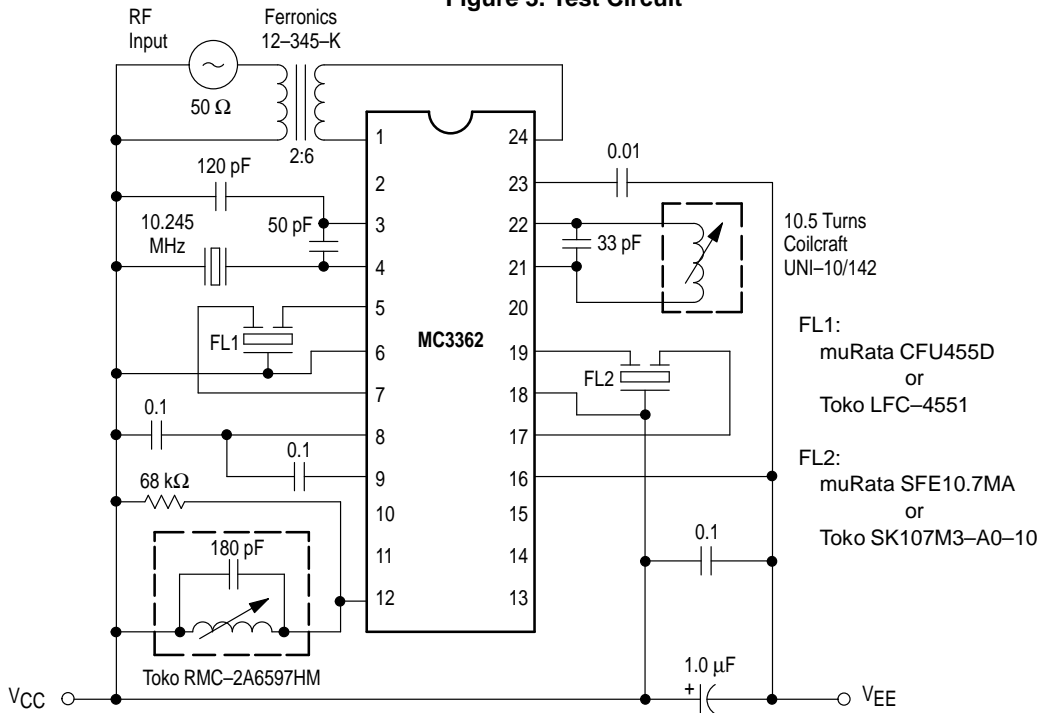 Figure 3. Test Circuit
RF
Input
Ferronics
12–345–K
50 Ω
2:6
120 pF
10.245
MHz
50 pF
FL1
0.1
0.1
68 kΩ
180 pF
Toko RMC–2A6597HM
VCC
1
2
3
4
5
6
7
8
9
10
11
12
MC3362
24
23
22
21
20
19
18
17
16
15
14
13
0.01
33 pF
10.5 Turns
Coilcraft
UNI–10/142
FL2
FL1:
muRata CFU455D
or
Toko LFC–4551
FL2:
muRata SFE10.7MA
or
Toko SK107M3–A0–10
0.1
1.0 µF
+
VEE